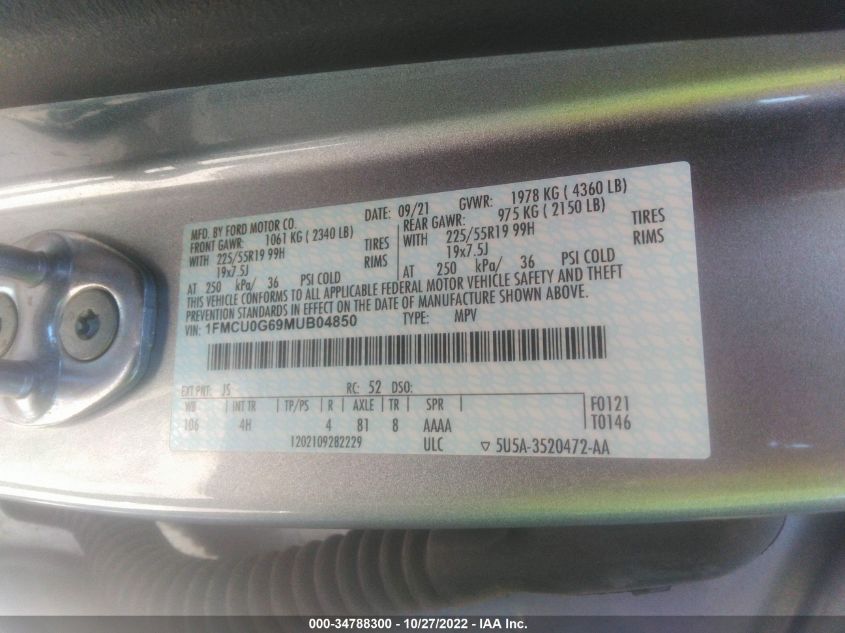 MFD. BY FORD MOTOR CO. DATE: 09/21 GVWR: 1978 KG ( 4360 LB)
FRONT GAWR: 1061 KG ( 2340 LB) REAR GAWR: 975 KG ( 2150 LB)
WITH 225/55R19 99H TIRES WITH 225/55R19 99H TIRES
19x7.5J RIMS 19x7.5J RIMS
AT 250 kPa/ 36 PSI COLD AT 250 kPa/ 36 PSI COLD
THIS VEHICLE CONFORMS TO ALL APPLICABLE FEDERAL MOTOR VEHICLE SAFETY AND THEFT
PREVENTION STANDARDS IN EFFECT ON THE DATE OF MANUFACTURE SHOWN ABOVE.
VIN: 1FMCU0G69MUB04850 TYPE: MPV
EXT PNT: JS RC: 52 DSO:
WB INT TR TP/PS R AXLE TR SPR F0121
106 4H 4 81 8 AAAA T0146
1202109282229 ULC ▽ 5U5A-3520472-AA
000-34788300 - 10/27/2022 - IAA Inc.